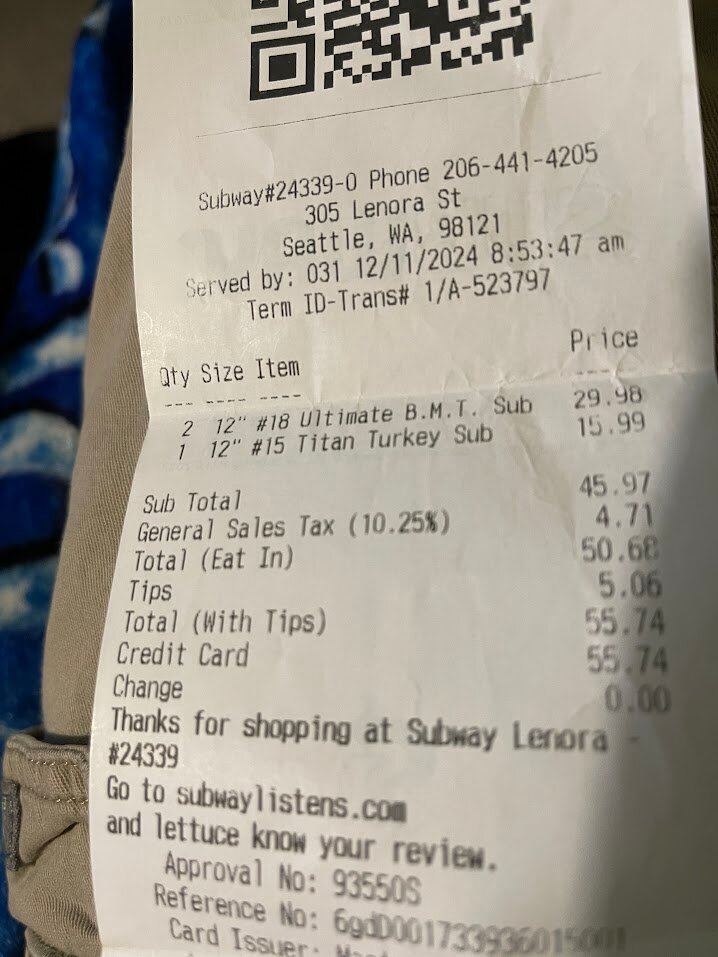 Subway#24339-0 Phone 206-441-4205
305 Lenora St
Seattle, WA, 98121
Served by: 031 12/11/2024 8:53:47 am
Term ID-Trans# 1/A-523797
Qty Size Item Price
--- ---- ---- ---
2 12" #18 Ultimate B.M.T. Sub 29.98
1 12" #15 Titan Turkey Sub 15.99
Sub Total 45.97
General Sales Tax (10.25%) 4.71
Total (Eat In) 50.68
Tips 5.06
Total (With Tips) 55.74
Credit Card 55.74
Change 0.00
Thanks for shopping at Subway Lenora -
#24339
Go to subwaylistens.com
and lettuce know your review.
Approval No: 93550S
Reference No: 6gdD001733936015001
Card Issuer: